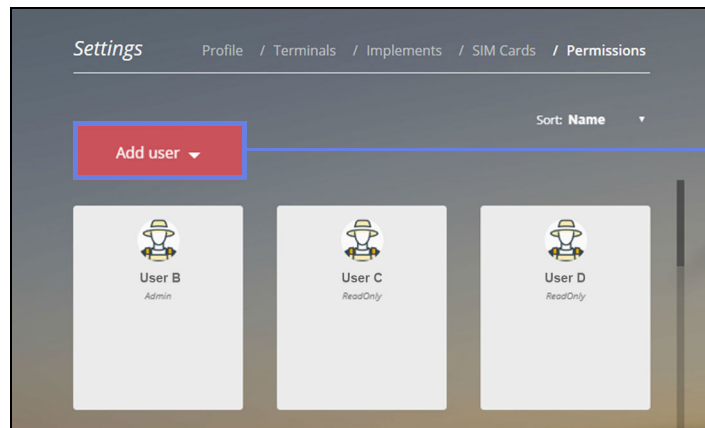 Settings Profile / Terminals / Implements / SIM Cards / Permissions
Sort: Name
Add user
User B User C User D
Admin ReadOnly ReadOnly